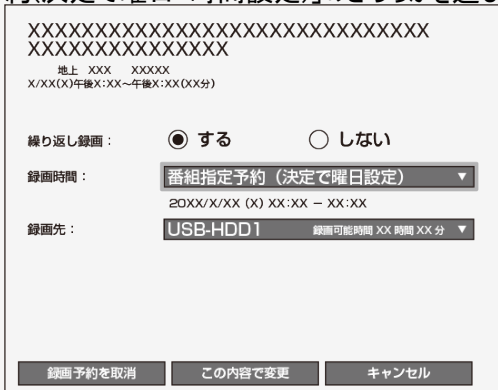 XXXXXXXXXXXXXXXXXXXXXXXXXXXXXX
XXXXXXXXXXXXXXX
地上 XXX XXXXX
X/XX(X)午後X:XX～午後X:XX(XX分)
繰り返し録画： する しない
録画時間： 番組指定予約（決定で曜日設定） ▼
20XX/X/XX (X) XX:XX － XX:XX
録画先： USB-HDD1 録画可能時間 XX 時間 XX 分 ▼
録画予約を取消 この内容で変更 キャンセル